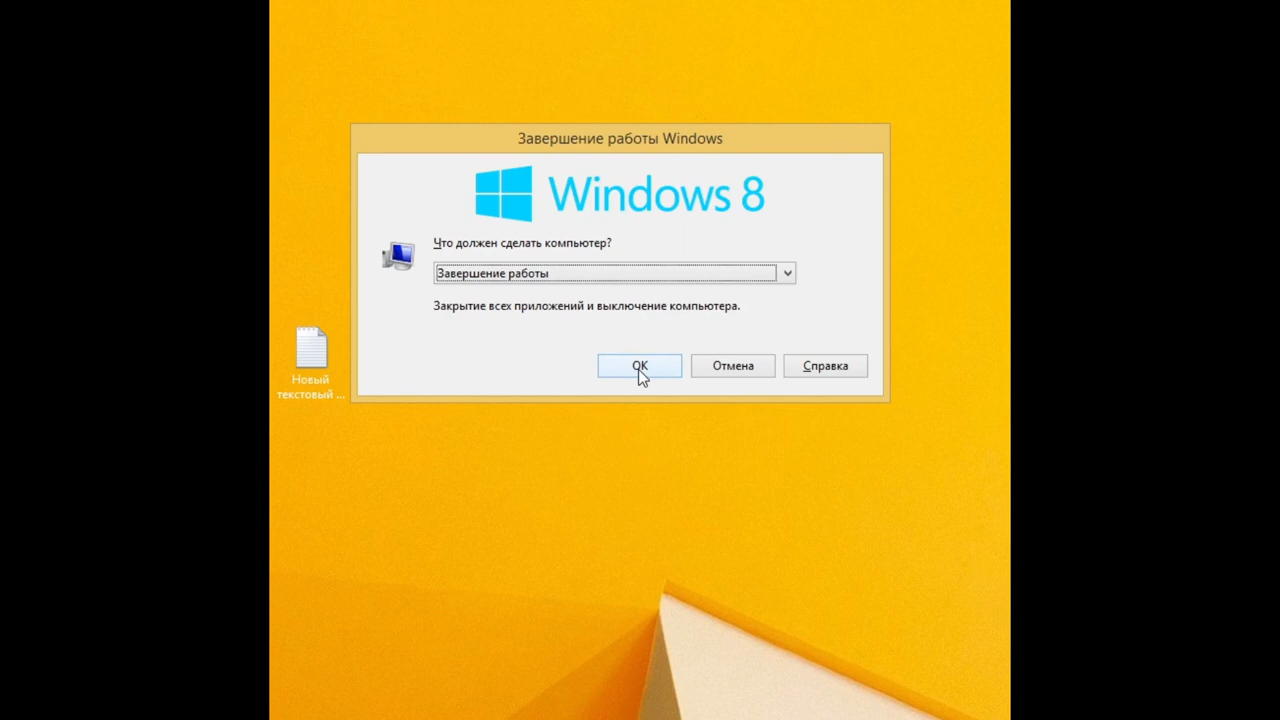 Завершение работы Windows
Windows 8
Что должен сделать компьютер?
Завершение работы
Закрытие всех приложений и выключение компьютера.
ОК
Отмена
Справка
Новый
текстовый ...